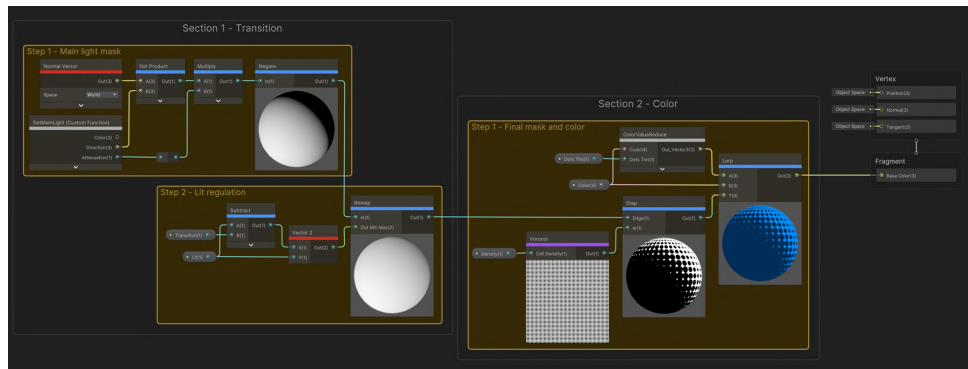 Section 1 - Transition
Step 1 - Main light mask
Normal Vector
Out(3)
Space
World
Dot Product
A(3)
Out(1)
B(3)
Multiply
A(1)
Out(1)
B(1)
Negate
In(1)
Out(1)
GetMainLight (Custom Function)
Color(3)
Direction(3)
Attenuation(1)
Step 2 - Lit regulation
Subtract
A(1)
Out(1)
B(1)
Transition(1)
Lit(1)
Vector 2
X(1)
Out(2)
Y(1)
Remap
In(1)
Out(1)
Out Min Max(2)
Section 2 - Color
Step 1 - Final mask and color
ColorValueReduce
Color(4)
Out_Vector3(3)
Dots Tint(1)
Dots Tint(1)
Color(4)
Step
Edge(1)
Out(1)
In(1)
Voronoi
Density(1)
Cell Density(1)
Out(1)
Lerp
A(3)
Out(3)
B(3)
T(3)
Vertex
Object Space
Position(3)
Object Space
Normal(3)
Object Space
Tangent(3)
Fragment
Base Color(3)